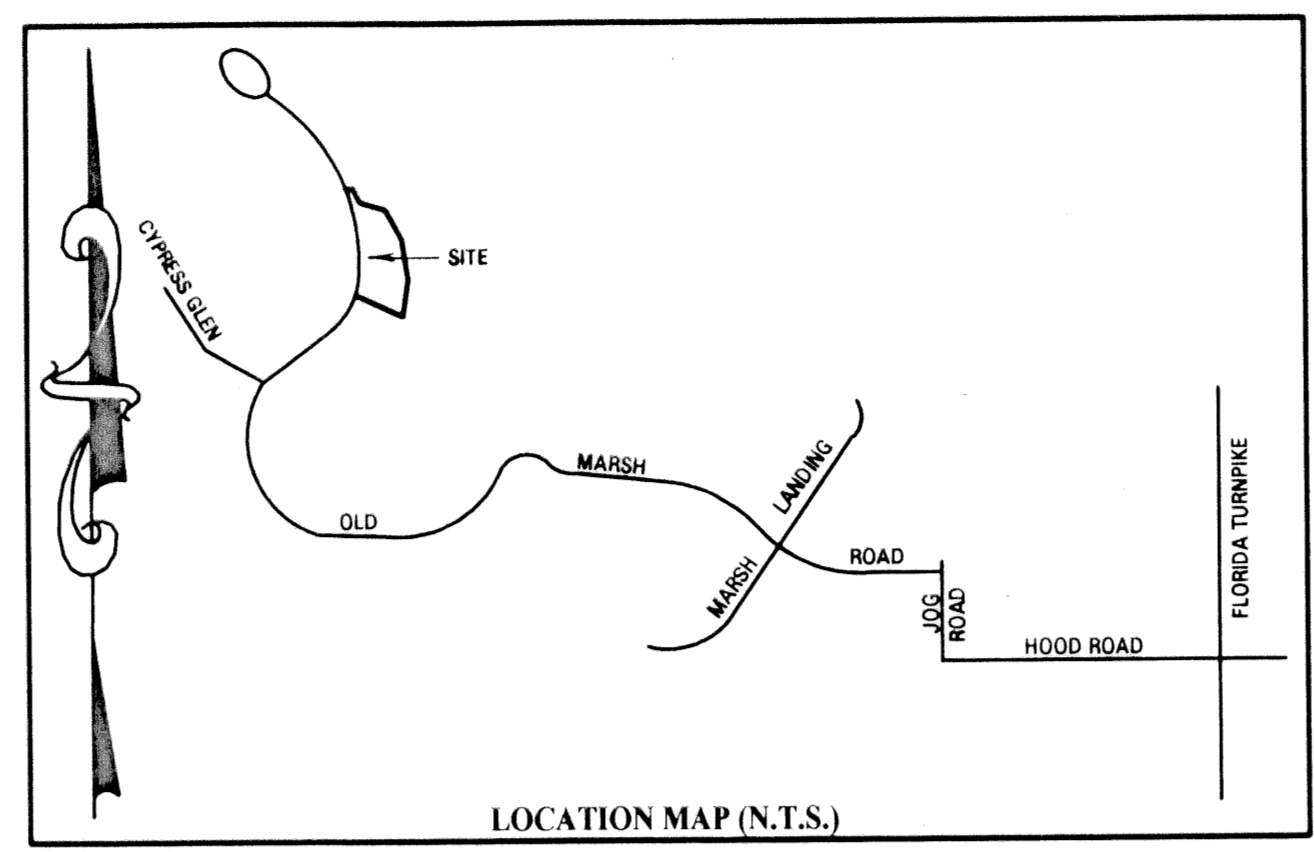 CYPRESS GLEN
SITE
OLD
MARSH
ROAD
MARSH
LANDING
JOG
ROAD
HOOD ROAD
FLORIDA TURNPIKE
LOCATION MAP (N.T.S.)